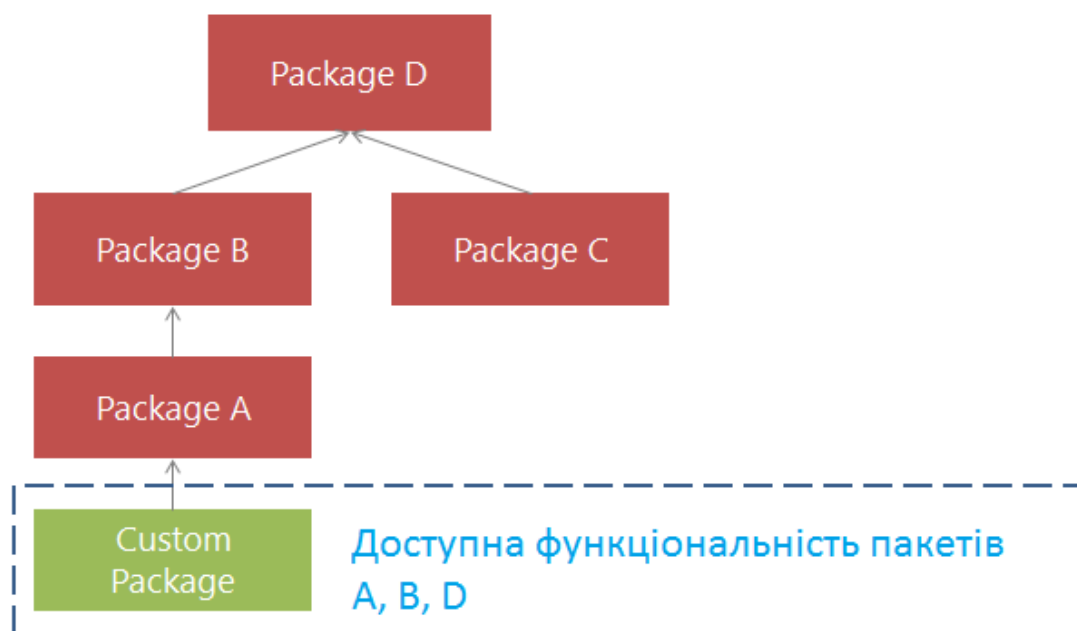 Package D
Package B
Package C
Package A
Custom
Package
Доступна функціональність пакетів
A, B, D